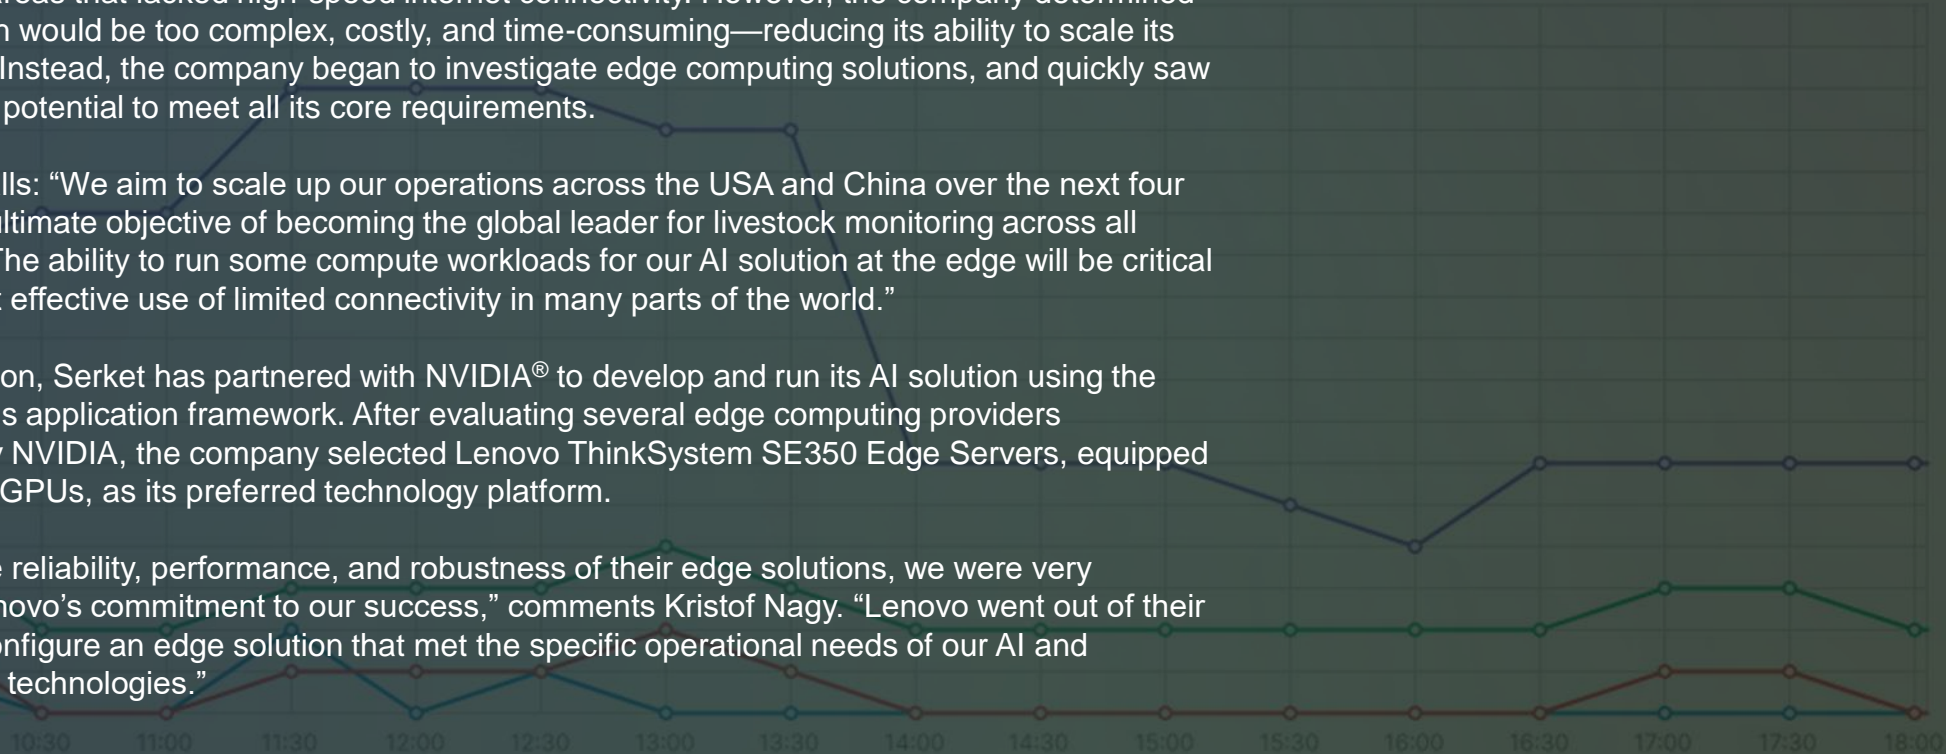 areas that lacked high-speed internet connectivity. However, the company determined
would be too complex, costly, and time-consuming—reducing its ability to scale its
Instead, the company began to investigate edge computing solutions, and quickly saw
potential to meet all its core requirements.
lls: “We aim to scale up our operations across the USA and China over the next four
ultimate objective of becoming the global leader for livestock monitoring across all
The ability to run some compute workloads for our AI solution at the edge will be critical
effective use of limited connectivity in many parts of the world.”
on, Serket has partnered with NVIDIA® to develop and run its AI solution using the
s application framework. After evaluating several edge computing providers
y NVIDIA, the company selected Lenovo ThinkSystem SE350 Edge Servers, equipped
GPUs, as its preferred technology platform.
e reliability, performance, and robustness of their edge solutions, we were very
novo’s commitment to our success,” comments Kristof Nagy. “Lenovo went out of their
onfigure an edge solution that met the specific operational needs of our AI and
technologies.”
10:30 11:00 11:30 12:00 12:30 13:00 13:30 14:00 14:30 15:00 15:30 16:00 16:30 17:00 17:30 18:00